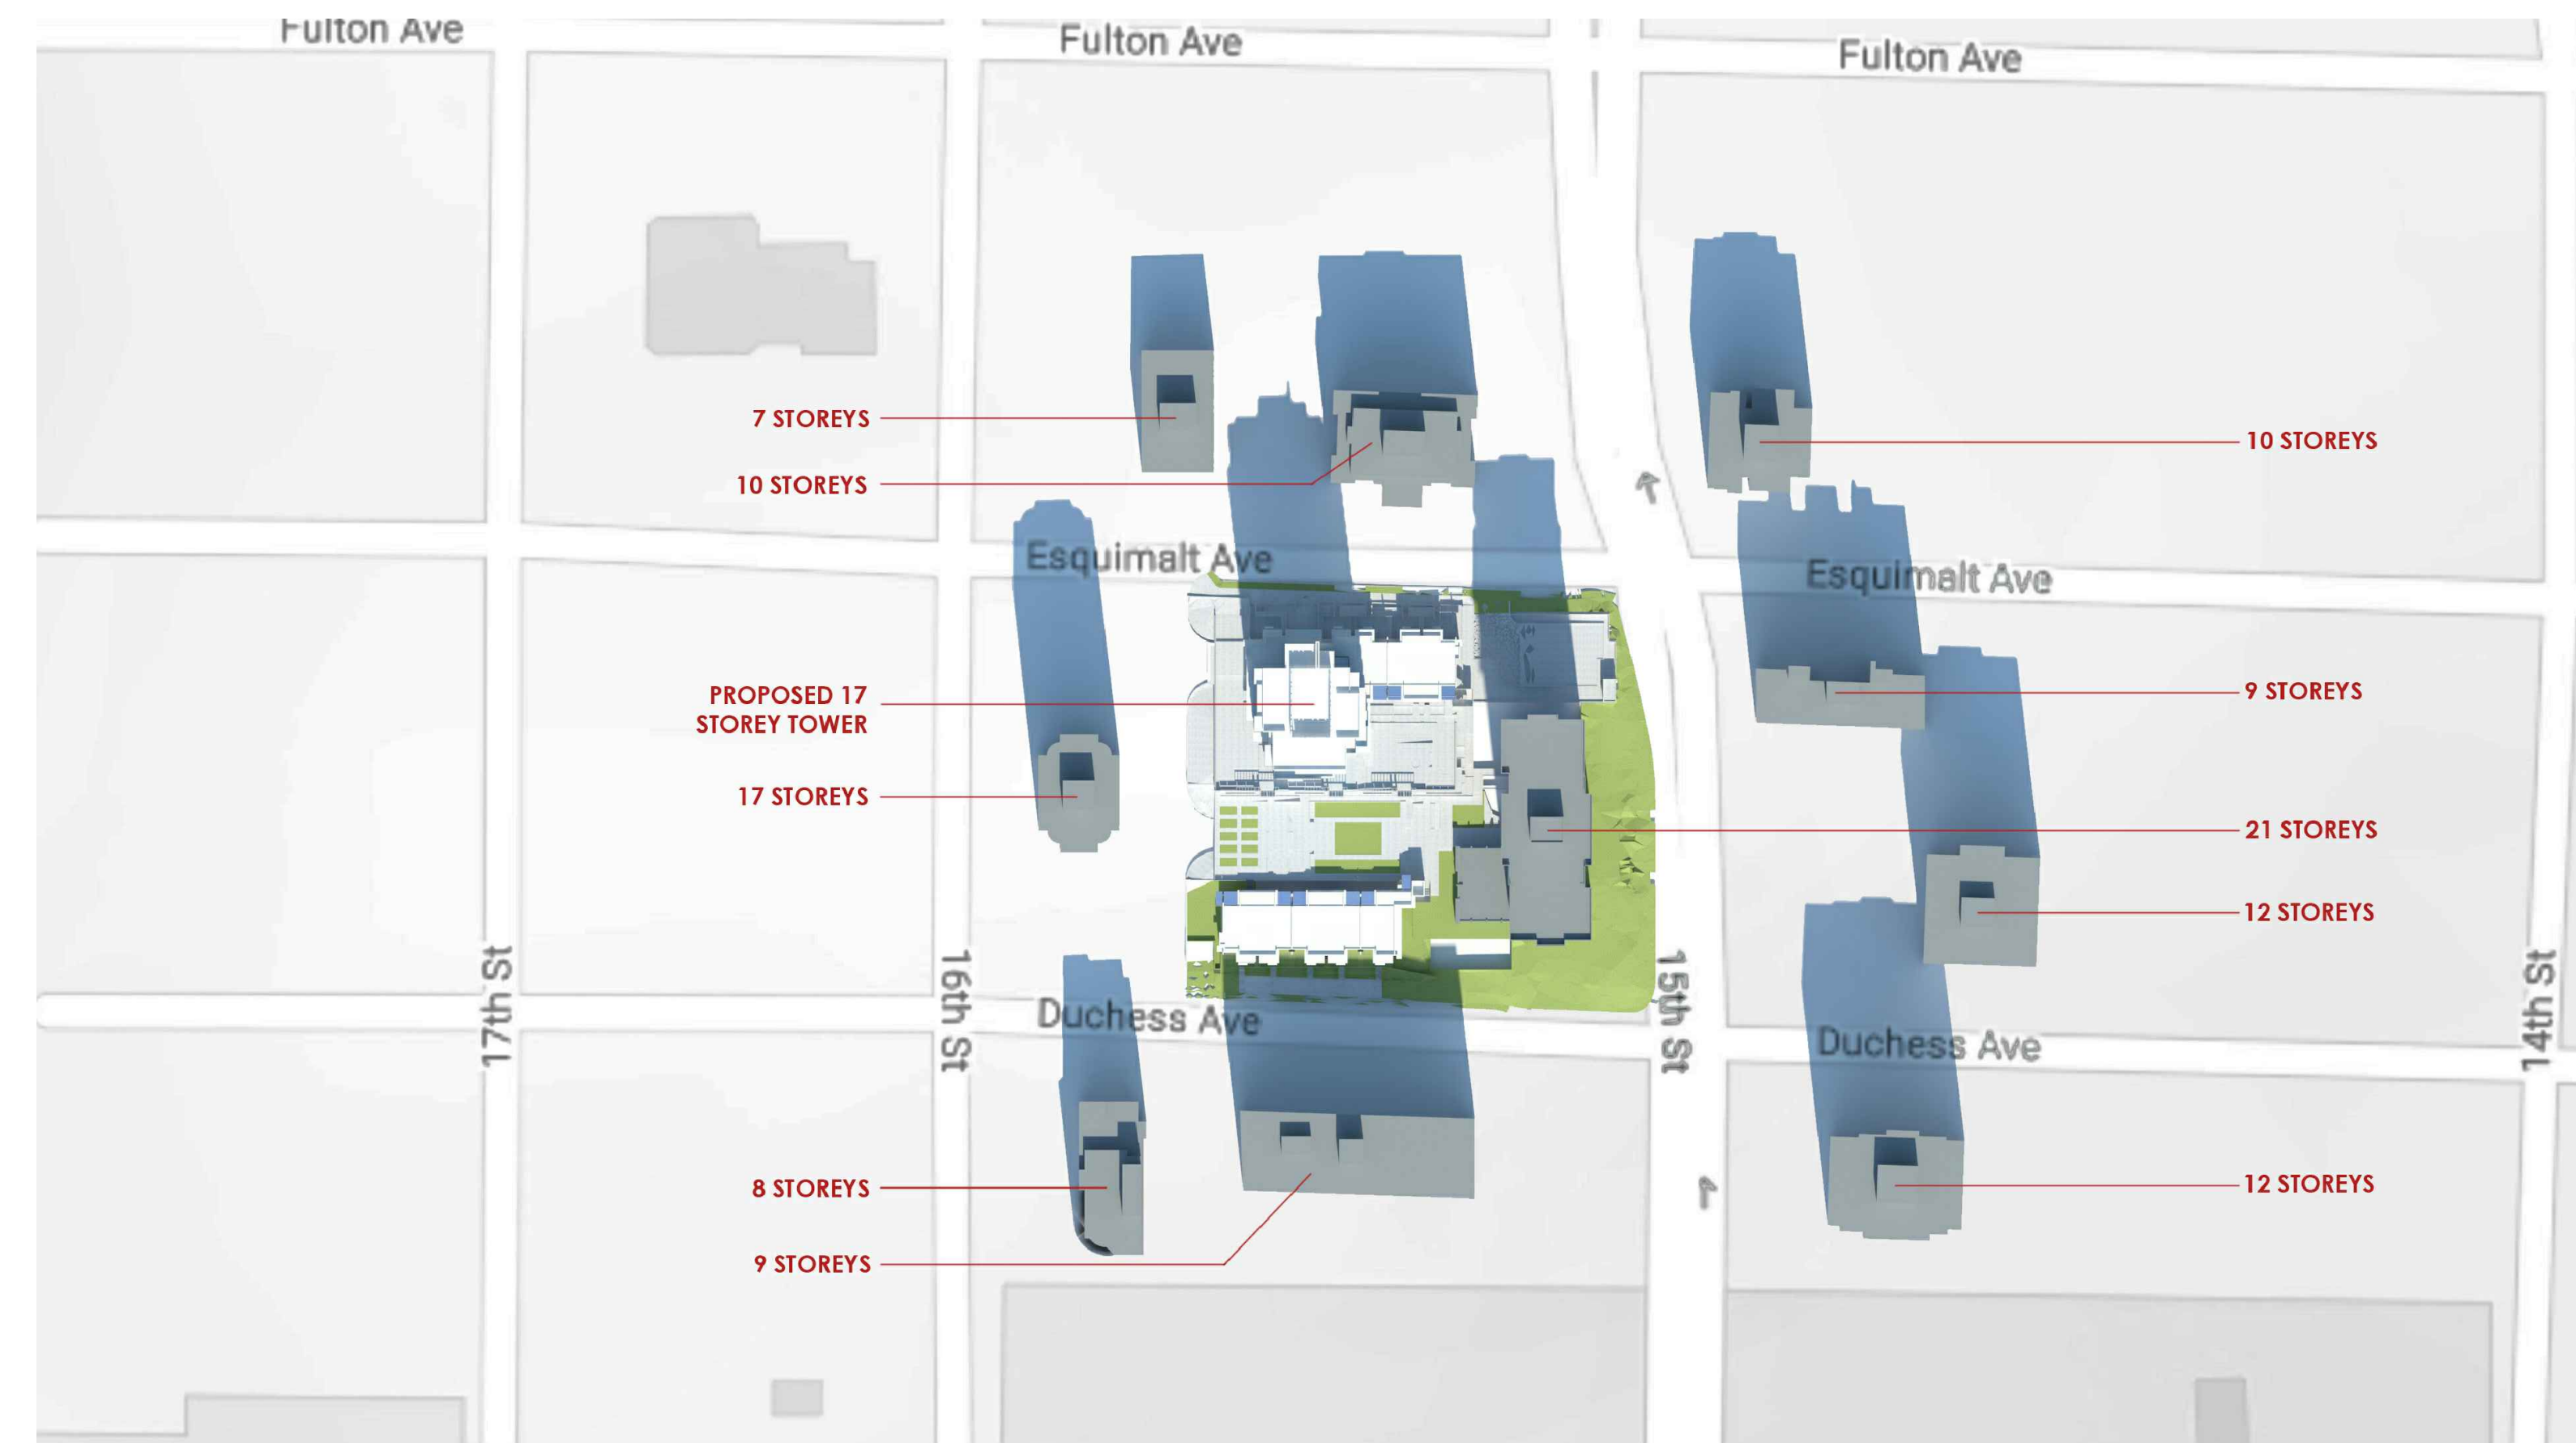 Fulton Ave
Fulton Ave
Fulton Ave
7 STOREYS
10 STOREYS
10 STOREYS
Esquimalt Ave
Esquimalt Ave
PROPOSED 17
STOREY TOWER
9 STOREYS
17 STOREYS
21 STOREYS
12 STOREYS
17th St
16th St
15th St
14th St
Duchess Ave
Duchess Ave
8 STOREYS
12 STOREYS
9 STOREYS